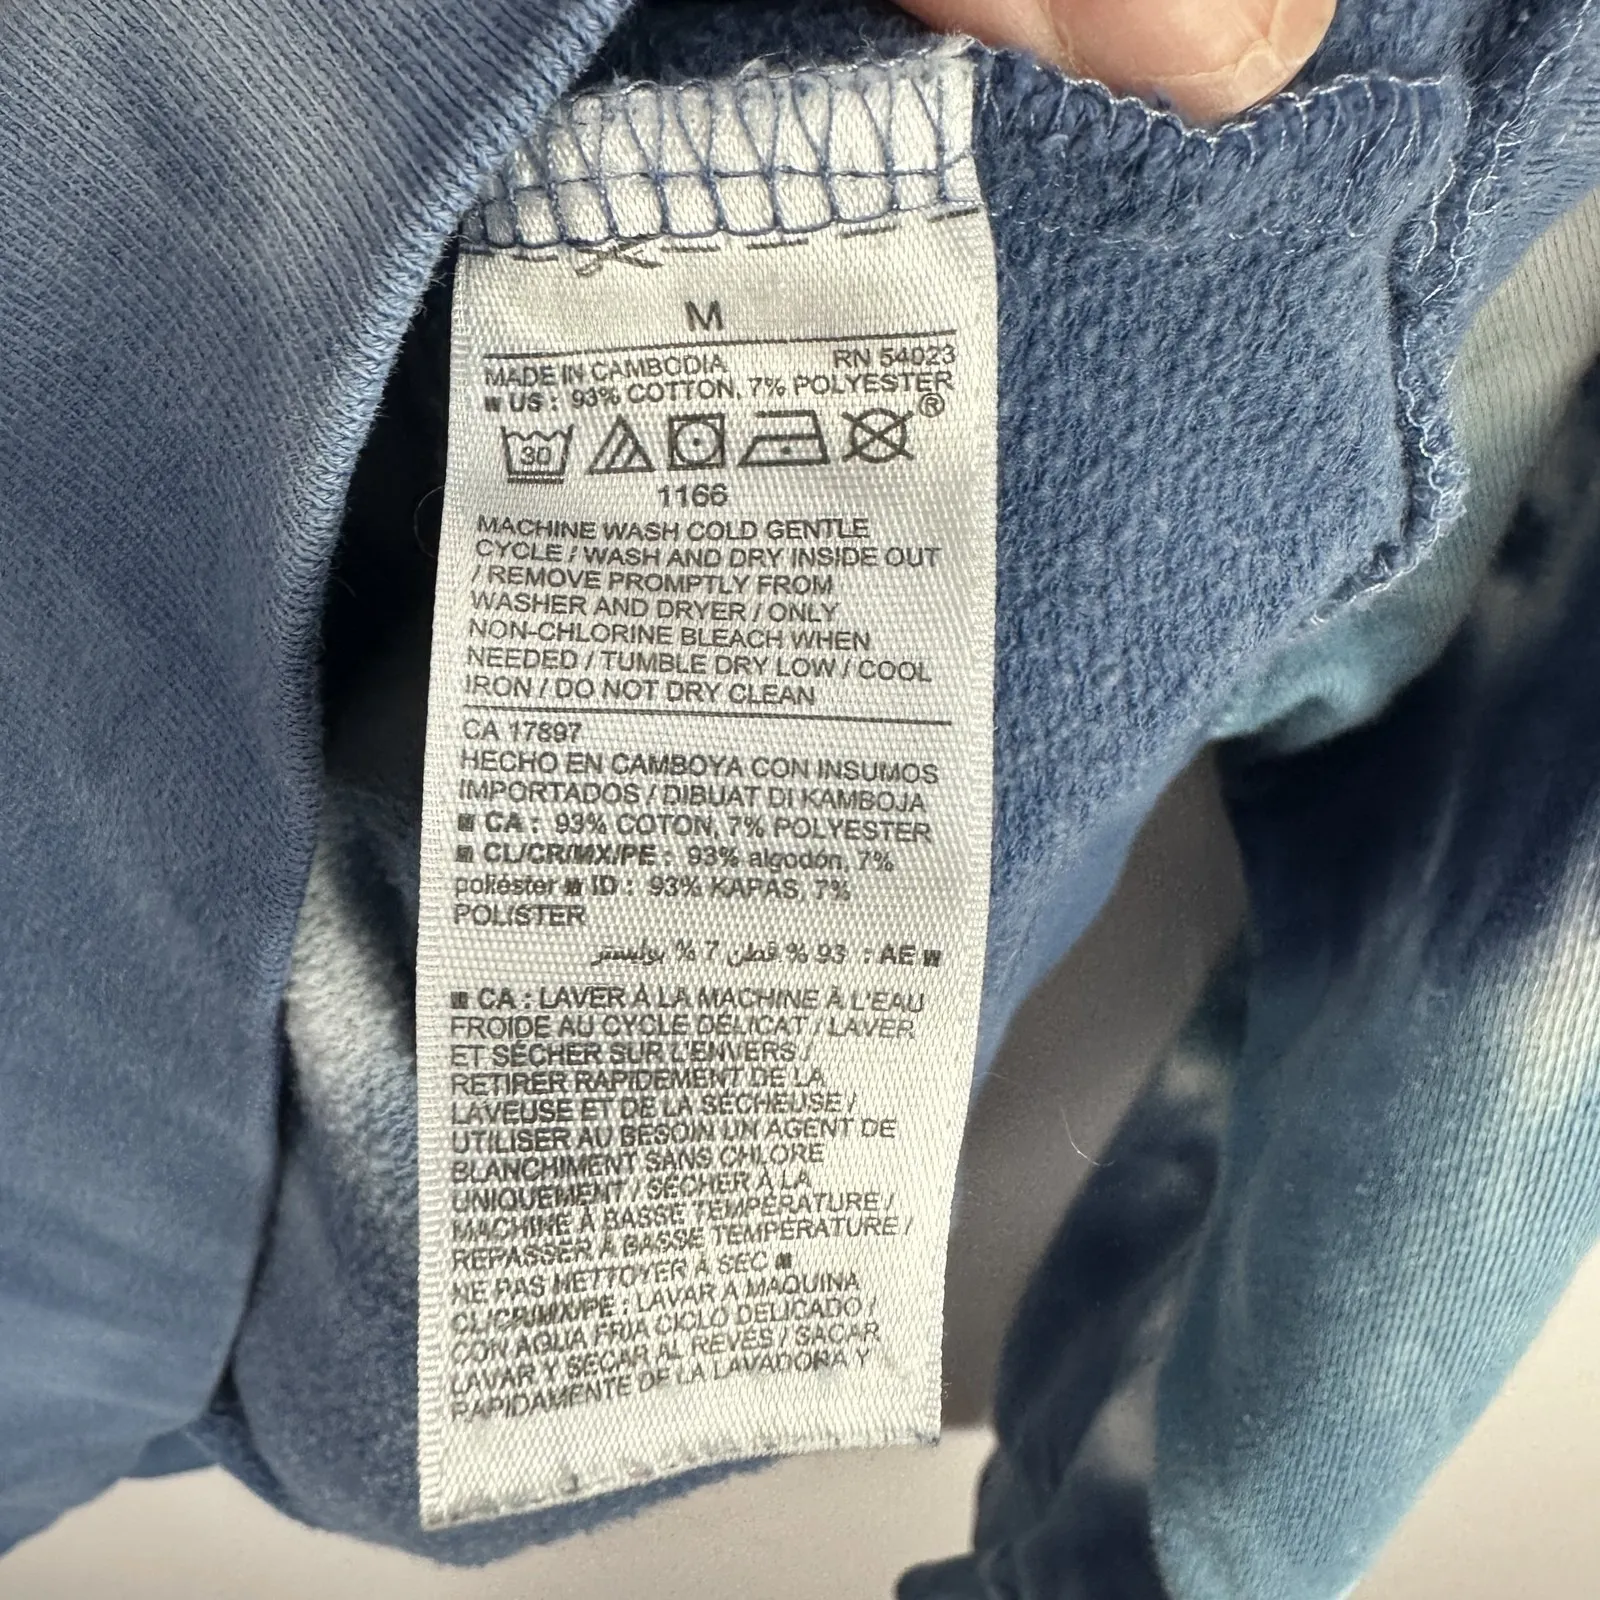 M
MADE IN CAMBODIA RN 54023
US : 93% COTTON, 7% POLYESTER
30 ®
1166
MACHINE WASH COLD GENTLE
CYCLE / WASH AND DRY INSIDE OUT
/ REMOVE PROMPTLY FROM
WASHER AND DRYER / ONLY
NON-CHLORINE BLEACH WHEN
NEEDED / TUMBLE DRY LOW / COOL
IRON / DO NOT DRY CLEAN
CA 17897
HECHO EN CAMBOYA CON INSUMOS
IMPORTADOS / DIBUAT DI KAMBOJA
CA : 93% COTON, 7% POLYESTER
CL/CR/MX/PE : 93% algodón, 7%
poliéster ID : 93% KAPAS, 7%
POLISTER
AE : 93 % قطن 7 % بوليستر
CA : LAVER À LA MACHINE À L'EAU
FROIDE AU CYCLE DÉLICAT / LAVER
ET SÉCHER SUR L'ENVERS /
RETIRER RAPIDEMENT DE LA
LAVEUSE ET DE LA SÉCHEUSE /
UTILISER AU BESOIN UN AGENT DE
BLANCHIMENT SANS CHLORE
UNIQUEMENT / SÉCHER À LA
MACHINE À BASSE TEMPÉRATURE /
REPASSER À BASSE TEMPÉRATURE /
NE PAS NETTOYER À SEC
CL/CR/MX/PE : LAVAR A MAQUINA
CON AGUA FRIA CICLO DELICADO /
LAVAR Y SECAR AL REVÉS / SACAR
RAPIDAMENTE DE LA LAVADORA Y